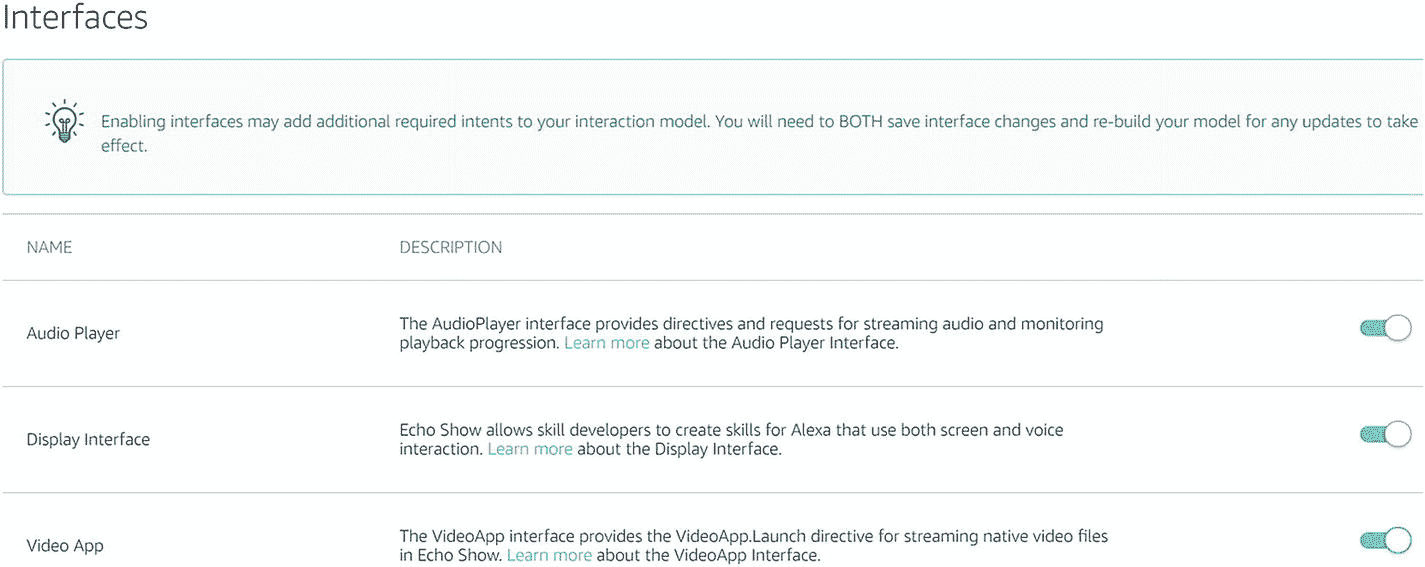 Interfaces
Enabling interfaces may add additional required intents to your interaction model. You will need to BOTH save interface changes and re-build your model for any updates to take
effect.
NAME DESCRIPTION
Audio Player
The AudioPlayer interface provides directives and requests for streaming audio and monitoring
playback progression. Learn more about the Audio Player Interface.
Display Interface
Echo Show allows skill developers to create skills for Alexa that use both screen and voice
interaction. Learn more about the Display Interface.
Video App
The VideoApp interface provides the VideoApp.Launch directive for streaming native video files
in Echo Show. Learn more about the VideoApp Interface.